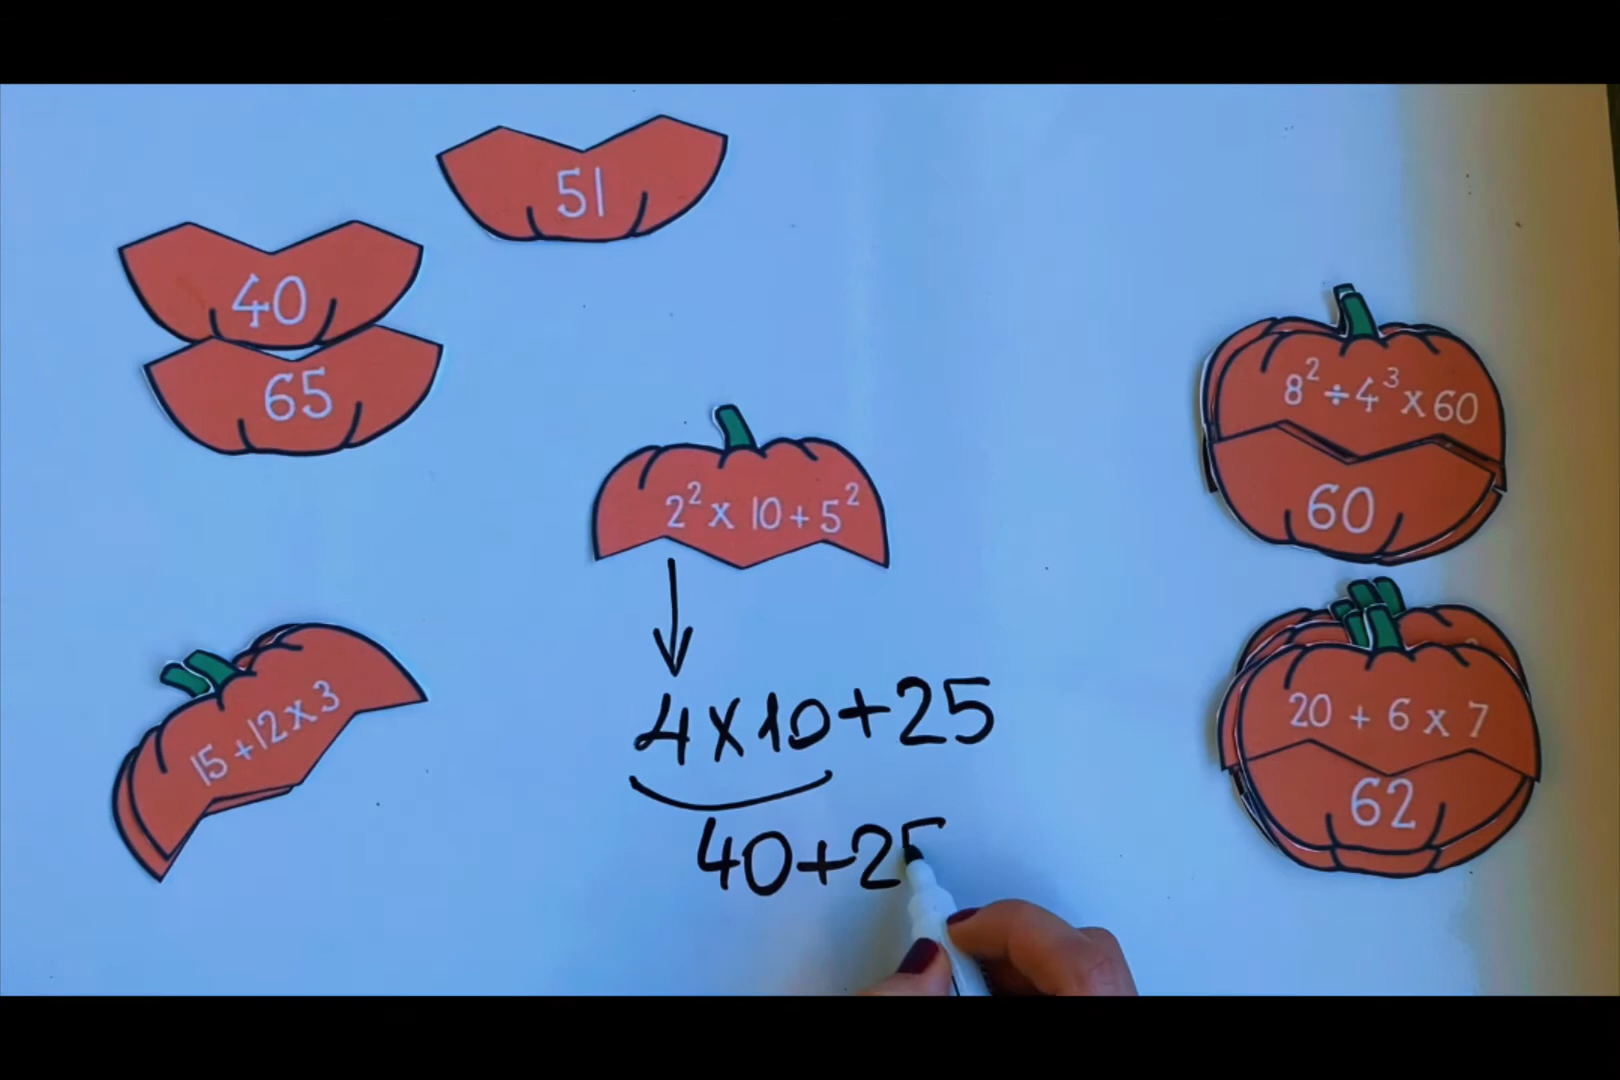 51
40
65
2² x 10 + 5²
8² ÷ 4³ x 60
60
15 + 12 x 3
4 x 10 + 25
40 + 25
20 + 6 x 7
62